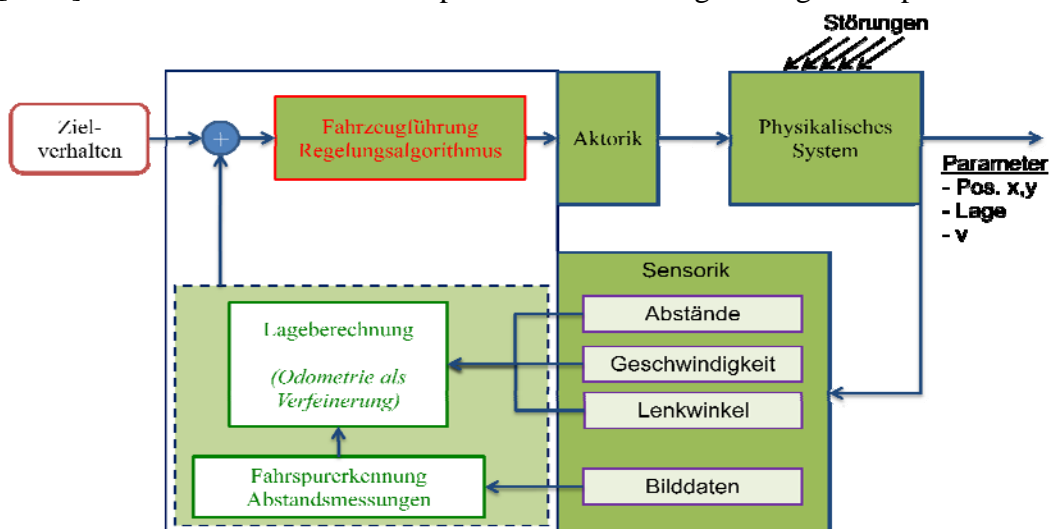 Störungen
Ziel-
verhalten
+
Fahrzeugführung
Regelungsalgorithmus
Aktorik
Physikalisches
System
Parameter
- Pos. x,y
- Lage
- v
Sensorik
Abstände
Geschwindigkeit
Lenkwinkel
Bilddaten
Lageberechnung
(Odometrie als
Verfeinerung)
Fahrspurerkennung
Abstandsmessungen